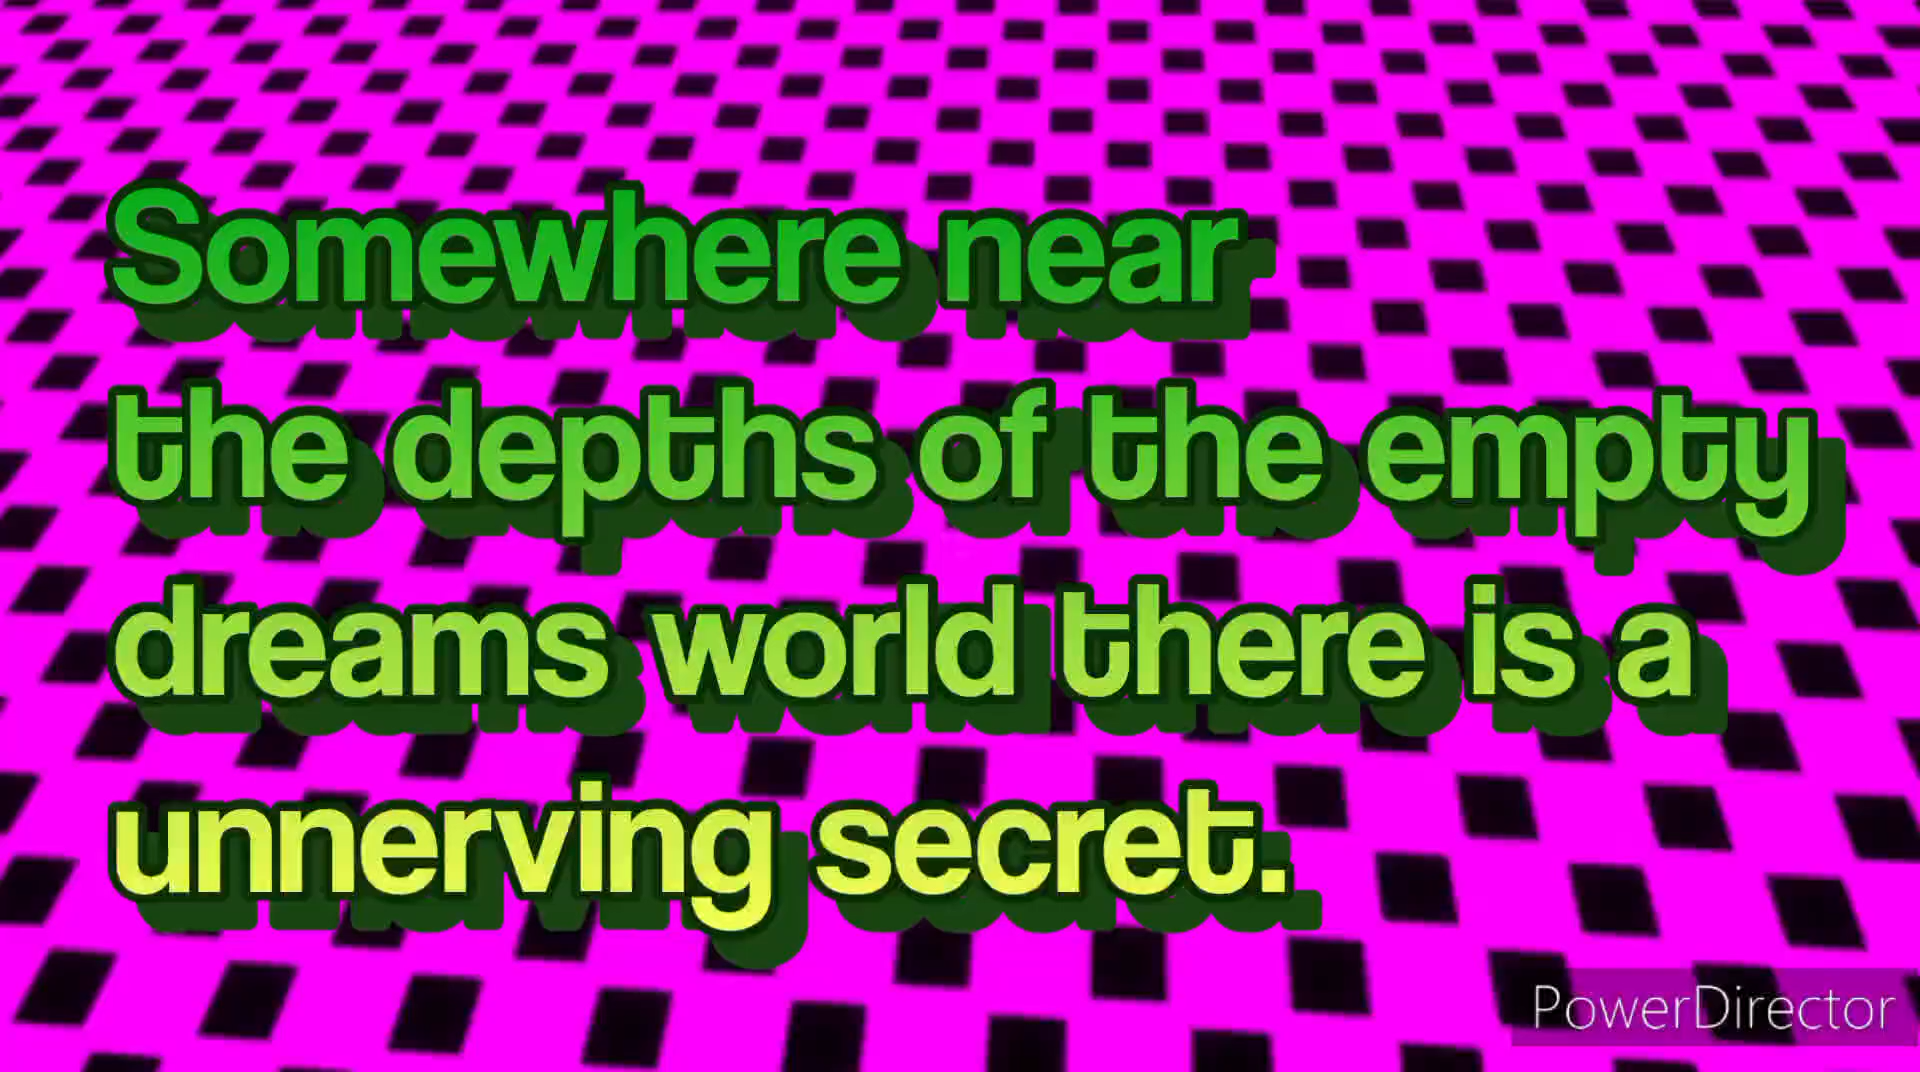 Somewhere near
the depths of the empty
dreams world there is a
unnerving secret.
PowerDirector